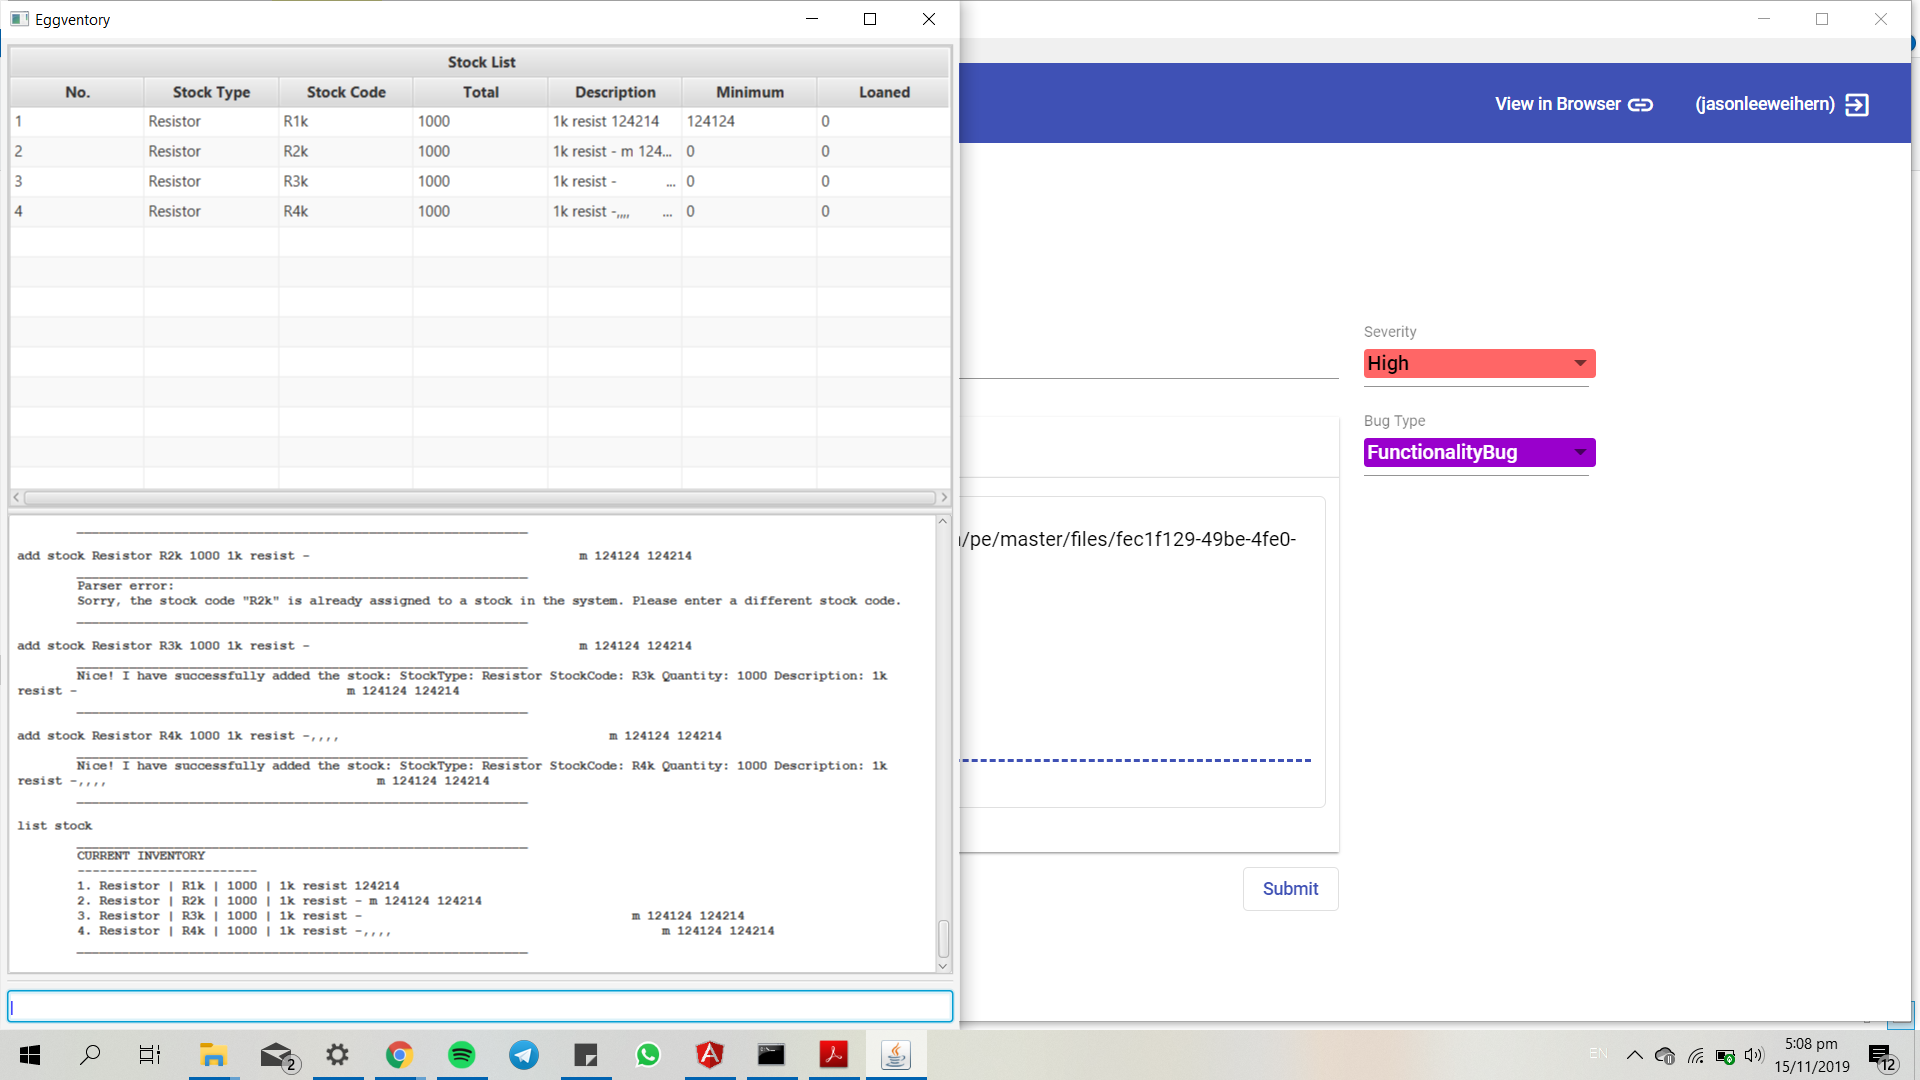 Eggventory
Stock List
No. Stock Type Stock Code Total Description Minimum Loaned
1 Resistor R1k 1000 1k resist 124214 124124 0
2 Resistor R2k 1000 1k resist - m 124... 0 0
3 Resistor R3k 1000 1k resist - ... 0 0
4 Resistor R4k 1000 1k resist -,,,, ... 0 0
add stock Resistor R2k 1000 1k resist - m 124124 124214
Parser error:
Sorry, the stock code "R2k" is already assigned to a stock in the system. Please enter a different stock code.
add stock Resistor R3k 1000 1k resist - m 124124 124214
Nice! I have successfully added the stock: StockType: Resistor StockCode: R3k Quantity: 1000 Description: 1k
resist - m 124124 124214
add stock Resistor R4k 1000 1k resist -,,,, m 124124 124214
Nice! I have successfully added the stock: StockType: Resistor StockCode: R4k Quantity: 1000 Description: 1k
resist -,,,, m 124124 124214
list stock
CURRENT INVENTORY
------------------------
1. Resistor | R1k | 1000 | 1k resist 124214
2. Resistor | R2k | 1000 | 1k resist - m 124124 124214
3. Resistor | R3k | 1000 | 1k resist - m 124124 124214
4. Resistor | R4k | 1000 | 1k resist -,,,, m 124124 124214
View in Browser (jasonleeweihern)
Severity
High
Bug Type
FunctionalityBug
/pe/master/files/fec1f129-49be-4fe0-
Submit
2
EN
5:08 pm
15/11/2019
12